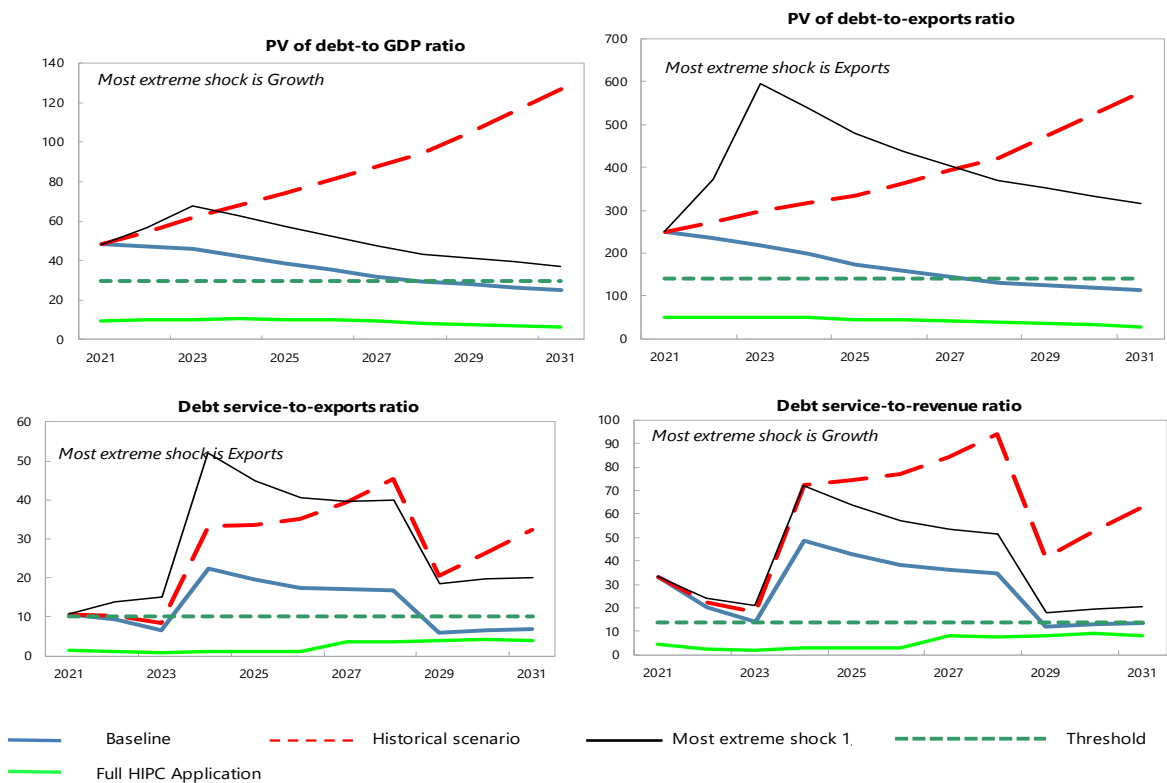 PV of debt-to GDP ratio
Most extreme shock is Growth
140
120
100
80
60
40
20
0
2021 2023 2025 2027 2029 2031
PV of debt-to-exports ratio
Most extreme shock is Exports
700
600
500
400
300
200
100
0
2021 2023 2025 2027 2029 2031
Debt service-to-exports ratio
Most extreme shock is Exports
60
50
40
30
20
10
0
2021 2023 2025 2027 2029 2031
Debt service-to-revenue ratio
Most extreme shock is Growth
100
90
80
70
60
50
40
30
20
10
0
2021 2023 2025 2027 2029 2031
Baseline Historical scenario Most extreme shock 1, Threshold
Full HIPC Application